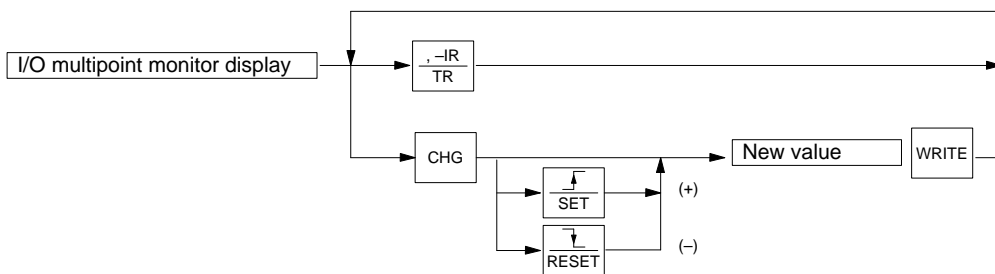 I/O multipoint monitor display
, –IR
TR
CHG
New value
WRITE
SET
(+)
RESET
(–)